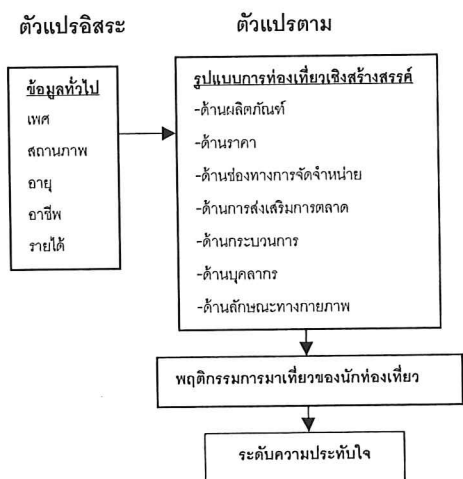 ตัวแปรอิสระ
ตัวแปรตาม
ข้อมูลทั่วไป
เพศ
สถานภาพ
อายุ
อาชีพ
รายได้
รูปแบบการท่องเที่ยวเชิงสร้างสรรค์
-ด้านผลิตภัณฑ์
-ด้านราคา
-ด้านช่องทางการจัดจำหน่าย
-ด้านการส่งเสริมการตลาด
-ด้านกระบวนการ
-ด้านบุคลากร
-ด้านลักษณะทางกายภาพ
พฤติกรรมการมาเที่ยวของนักท่องเที่ยว
ระดับความประทับใจ